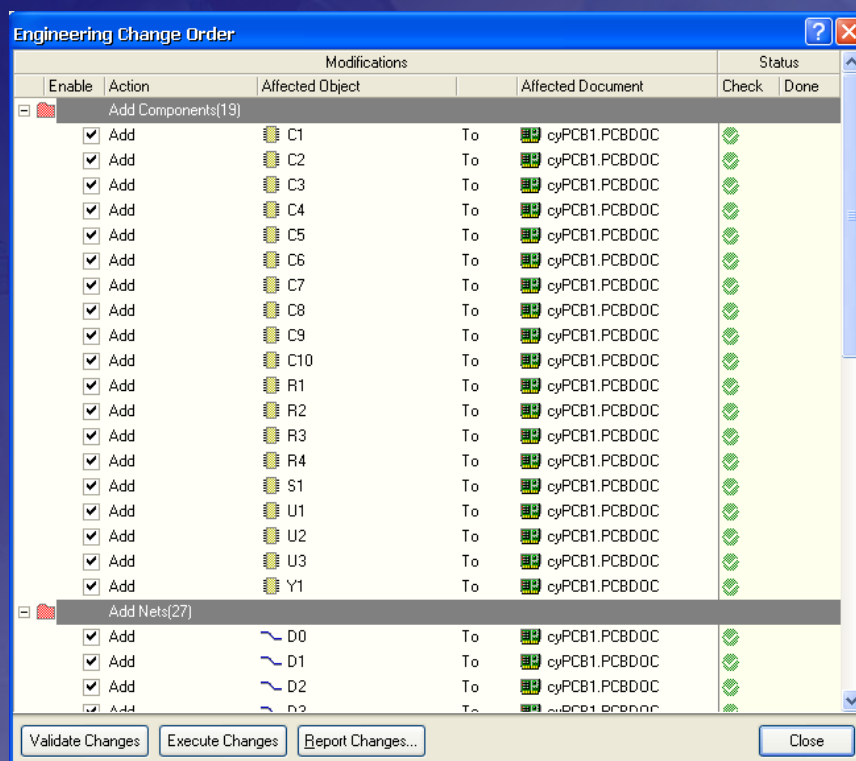 Engineering Change Order
Modifications Status
Enable Action Affected Object Affected Document Check Done
Add Components(19)
Add C1 To cyPCB1.PCBDOC
Add C2 To cyPCB1.PCBDOC
Add C3 To cyPCB1.PCBDOC
Add C4 To cyPCB1.PCBDOC
Add C5 To cyPCB1.PCBDOC
Add C6 To cyPCB1.PCBDOC
Add C7 To cyPCB1.PCBDOC
Add C8 To cyPCB1.PCBDOC
Add C9 To cyPCB1.PCBDOC
Add C10 To cyPCB1.PCBDOC
Add R1 To cyPCB1.PCBDOC
Add R2 To cyPCB1.PCBDOC
Add R3 To cyPCB1.PCBDOC
Add R4 To cyPCB1.PCBDOC
Add S1 To cyPCB1.PCBDOC
Add U1 To cyPCB1.PCBDOC
Add U2 To cyPCB1.PCBDOC
Add U3 To cyPCB1.PCBDOC
Add Y1 To cyPCB1.PCBDOC
Add Nets(27)
Add D0 To cyPCB1.PCBDOC
Add D1 To cyPCB1.PCBDOC
Add D2 To cyPCB1.PCBDOC
Add D3 To cyPCB1.PCBDOC
Validate Changes Execute Changes Report Changes... Close